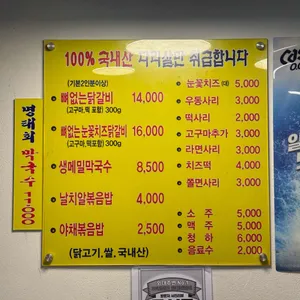 100% 국내산 다리살만 취급합니다
(기본2인분이상)
• 뼈없는닭갈비 14,000
(고구마,떡 포함) 300g
• 뼈없는눈꽃치즈닭갈비 16,000
(고구마,떡포함) 300g
• 생메밀막국수 8,500
• 날치알볶음밥 4,000
• 야채볶음밥 2,500
(닭고기,쌀, 국내산)
• 눈꽃치즈 (대) 5,000
• 우동사리 3,000
• 떡사리 2,000
• 고구마추가 3,000
• 라면사리 3,000
• 치즈떡 4,000
• 쫄면사리 3,000
• 소주 5,000
• 맥주 5,000
• 청하 6,000
• 음료수 2,000
명태회
막국수
11,000